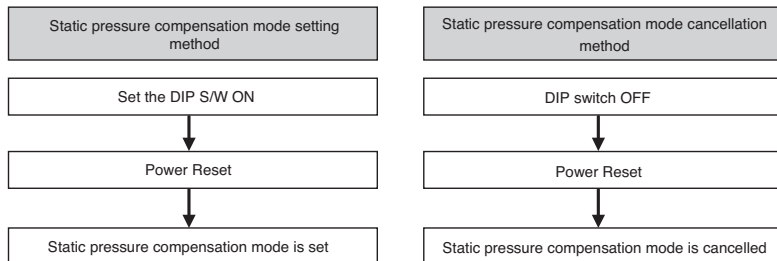 Static pressure compensation mode setting
method
Set the DIP S/W ON
Power Reset
Static pressure compensation mode is set
Static pressure compensation mode cancellation
method
DIP switch OFF
Power Reset
Static pressure compensation mode is cancelled